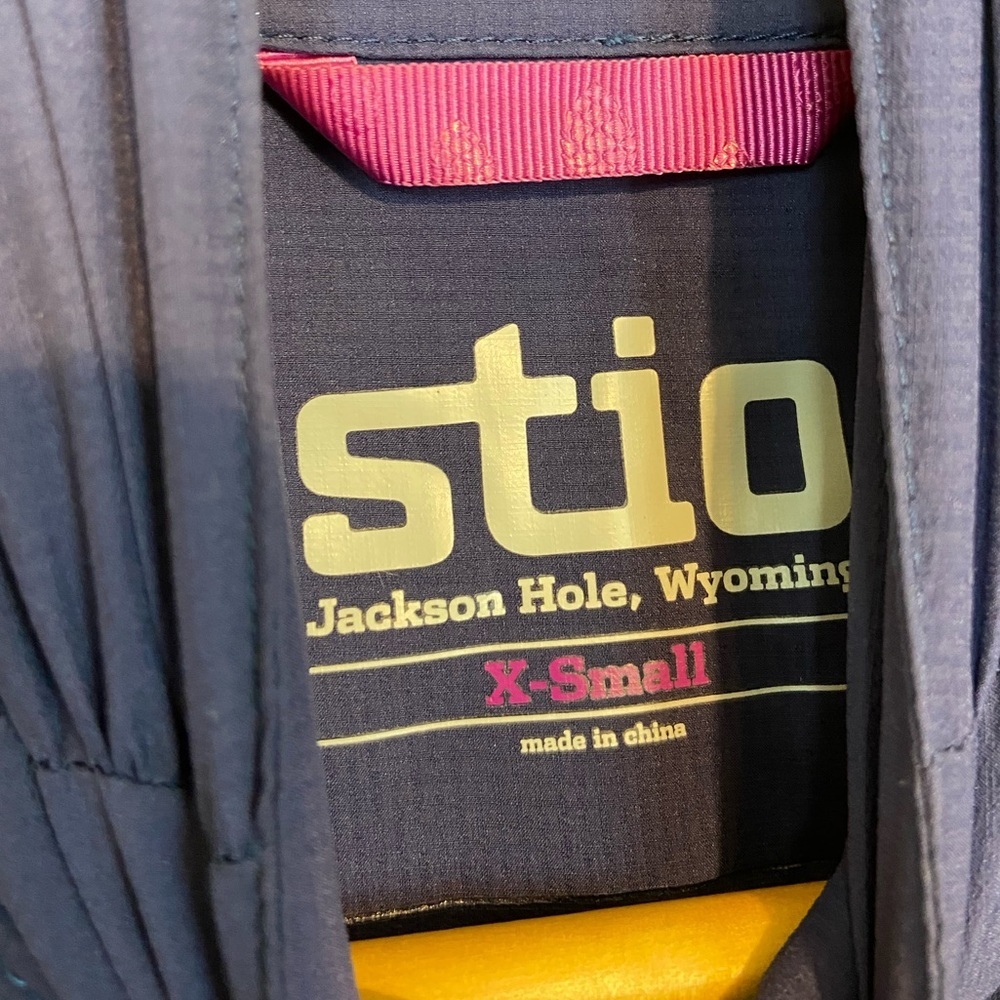 stio
Jackson Hole, Wyoming
X-Small
made in china